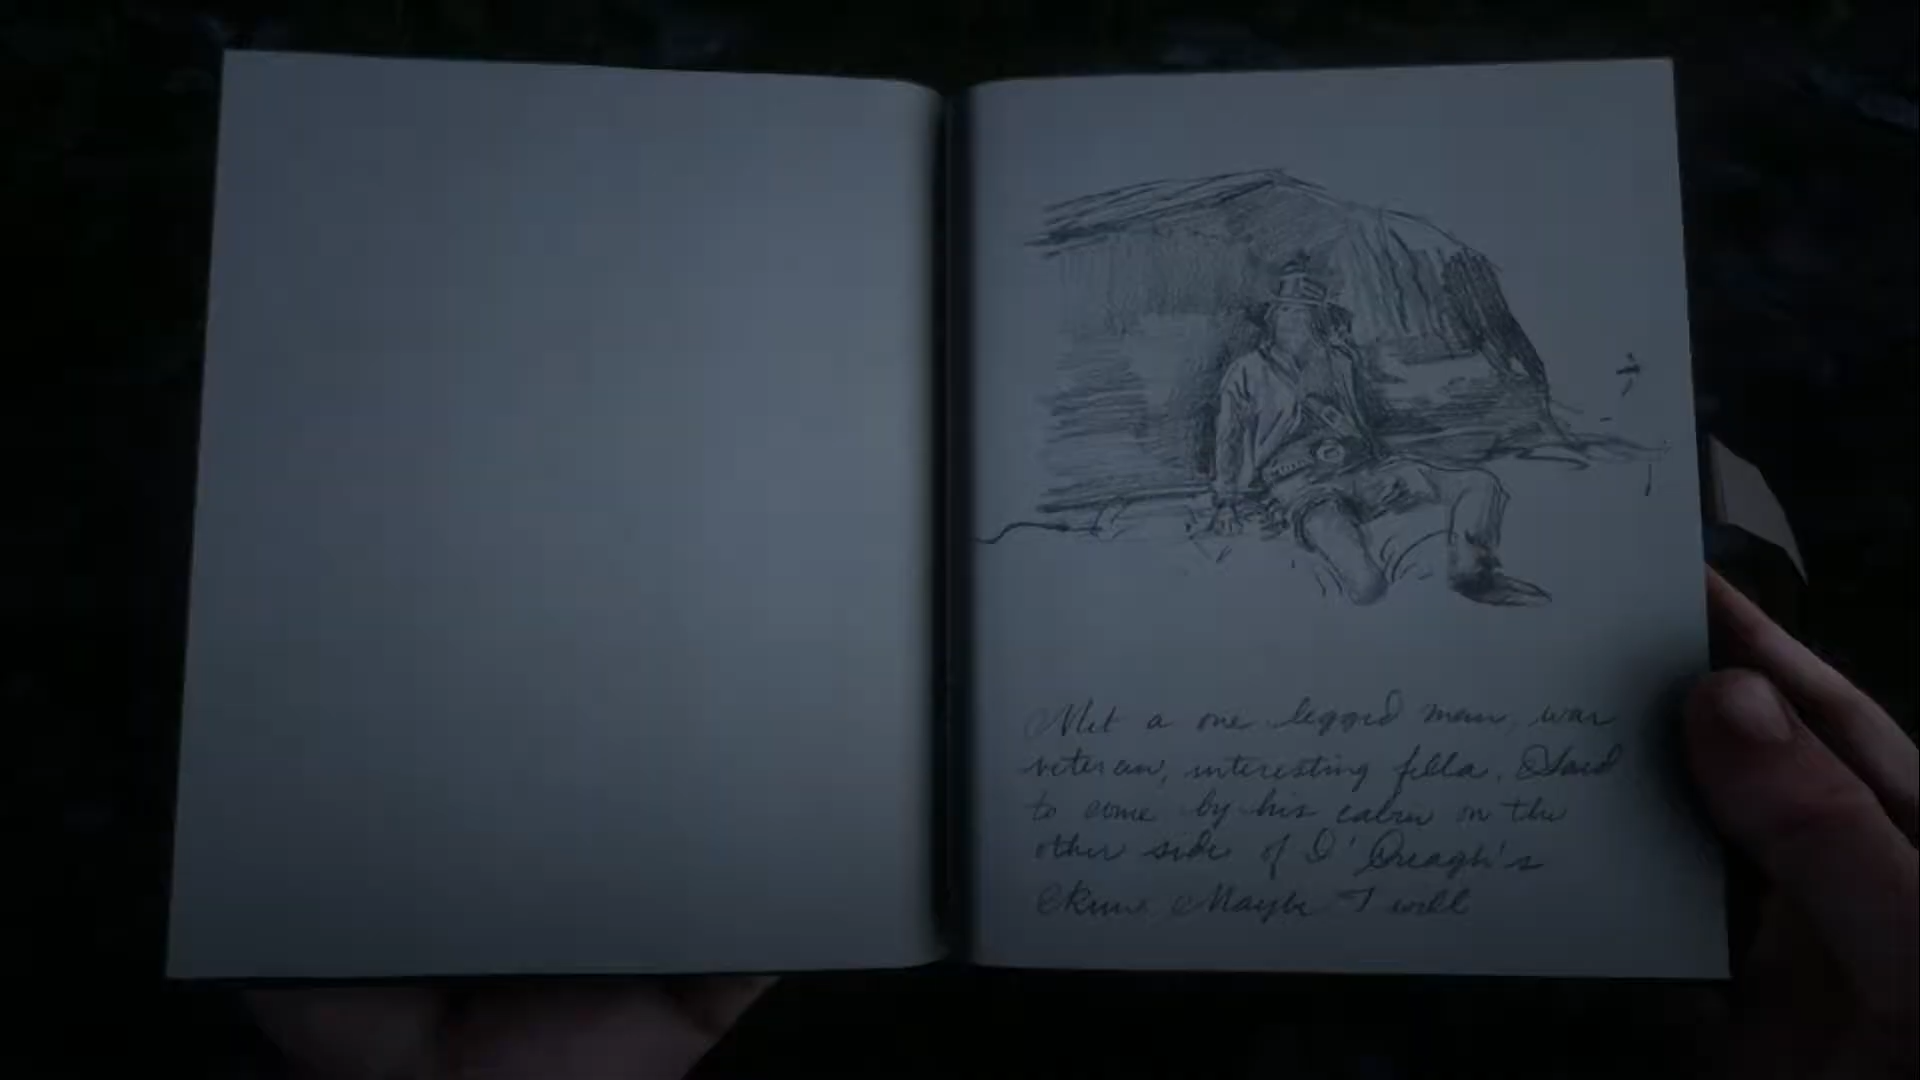 Met a one legged man, war
veteran, interesting fella. Said
to come by his cabin on the
other side of O'Creagh's
Run. Maybe I will